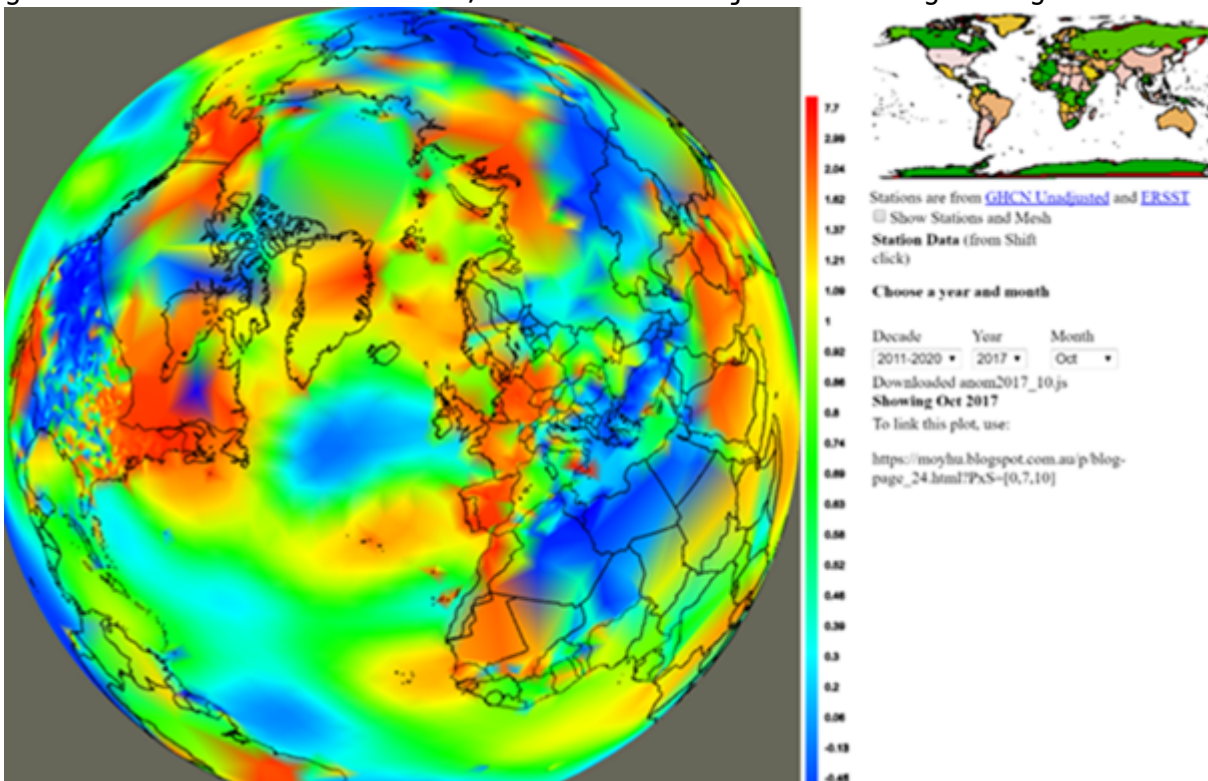 7.7
2.99
2.04
1.62
1.37
1.21
1.09
1
0.92
0.86
0.8
0.74
0.69
0.63
0.58
0.52
0.46
0.39
0.3
0.2
0.06
-0.13
-0.45
Stations are from GHCN Unadjusted and ERSST
Show Stations and Mesh
Station Data (from Shift
click)
Choose a year and month
Decade Year Month
2011-2020 2017 Oct
Downloaded anom2017_10.js
Showing Oct 2017
To link this plot, use:
https://moyhu.blogspot.com.au/p/blog-
page_24.html?PxS=[0,7,10]